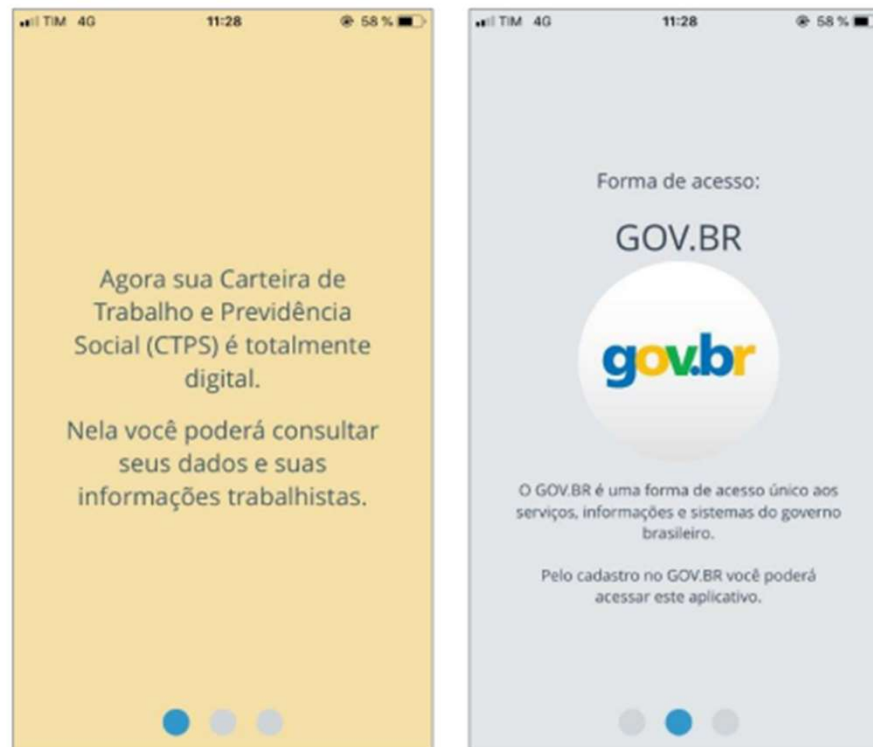 TIM 4G 11:28 58 %
Agora sua Carteira de
Trabalho e Previdência
Social (CTPS) é totalmente
digital.
Nela você poderá consultar
seus dados e suas
informações trabalhistas.
TIM 4G 11:28 58 %
Forma de acesso:
GOV.BR
gov.br
O GOV.BR é uma forma de acesso único aos
serviços, informações e sistemas do governo
brasileiro.
Pelo cadastro no GOV.BR você poderá
acessar este aplicativo.